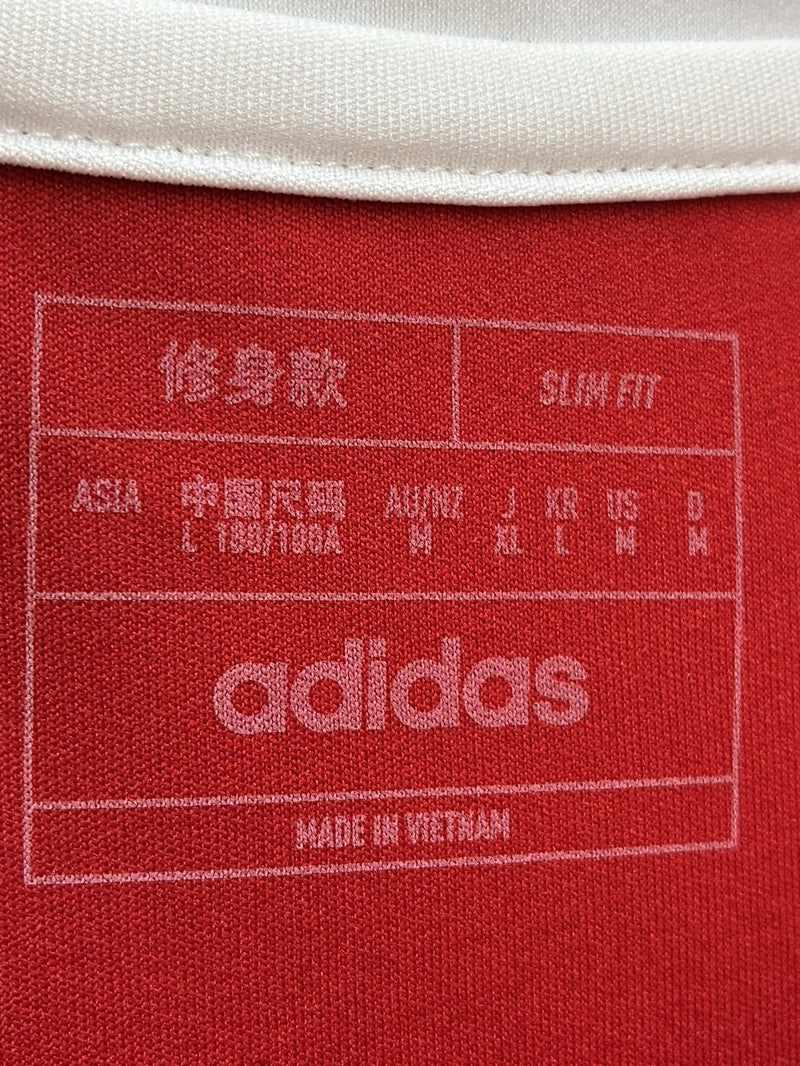 修身款 SLIM FIT
ASIA 中國尺碼 AU/NZ J KR US D
L 180/100A M XL L M M
adidas
MADE IN VIETNAM